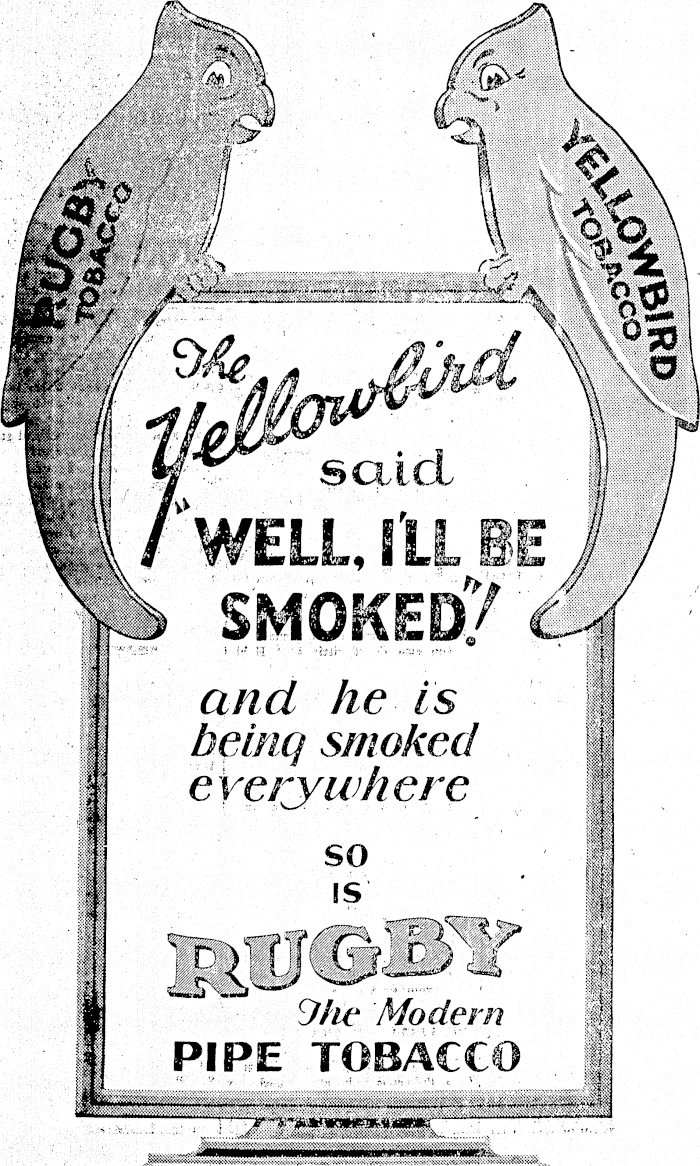 RUGBY
TOBACCO
YELLOWBIRD
TOBACCO
The
Yellowbird
said
"WELL, I'LL BE
SMOKED"!
and he is
being smoked
everywhere
SO
IS
RUGBY
The Modern
PIPE TOBACCO